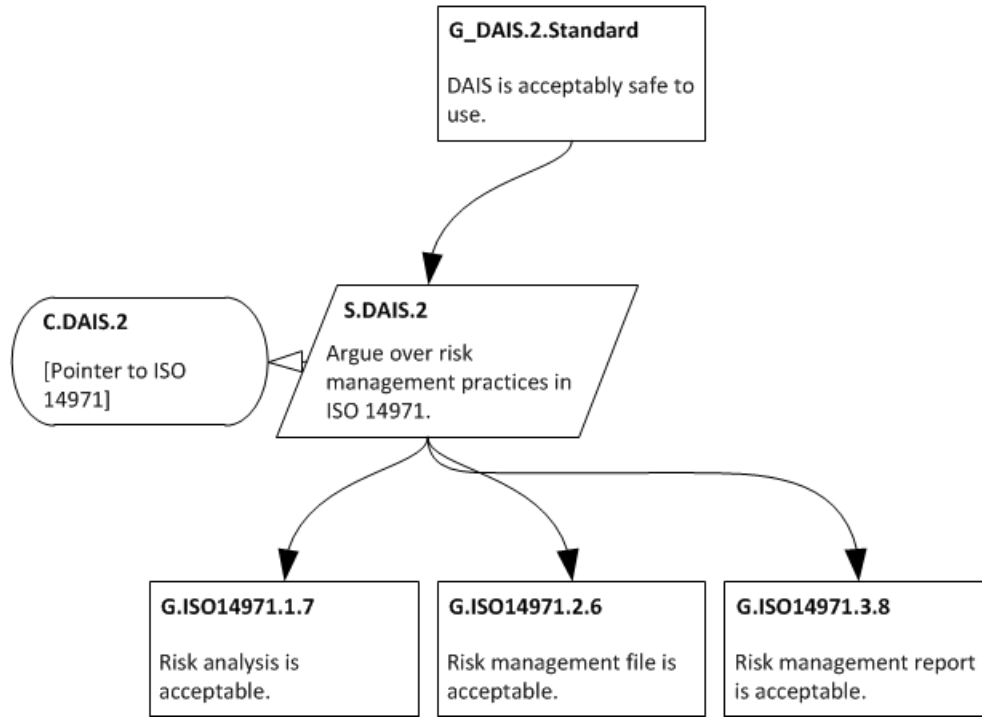 G_DAIS.2.Standard
DAIS is acceptably safe to
use.
C.DAIS.2
[Pointer to ISO
14971]
S.DAIS.2
Argue over risk
management practices in
ISO 14971.
G.ISO14971.1.7
Risk analysis is
acceptable.
G.ISO14971.2.6
Risk management file is
acceptable.
G.ISO14971.3.8
Risk management report
is acceptable.